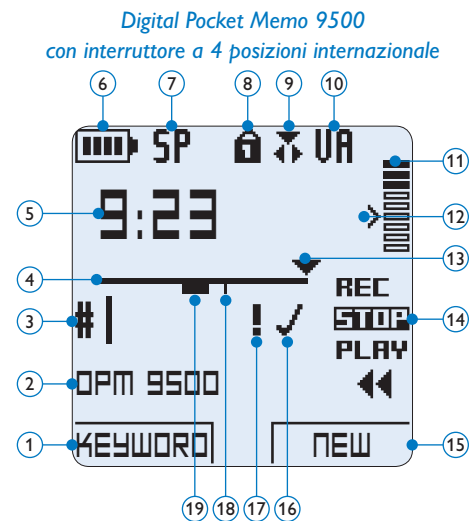 Digital Pocket Memo 9500
con interruttore a 4 posizioni internazionale
6 7 8 9 10
SP VA
11
5 9:23 12
13
4
REC
3 #1 ! STOP 14
PLAY
2 DPM 9500
1 KEYWORD NEW 15
19 18 17 16